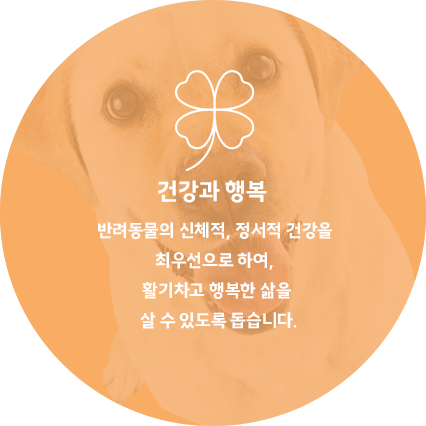 건강과 행복
반려동물의 신체적, 정서적 건강을
최우선으로 하여,
활기차고 행복한 삶을
살 수 있도록 돕습니다.